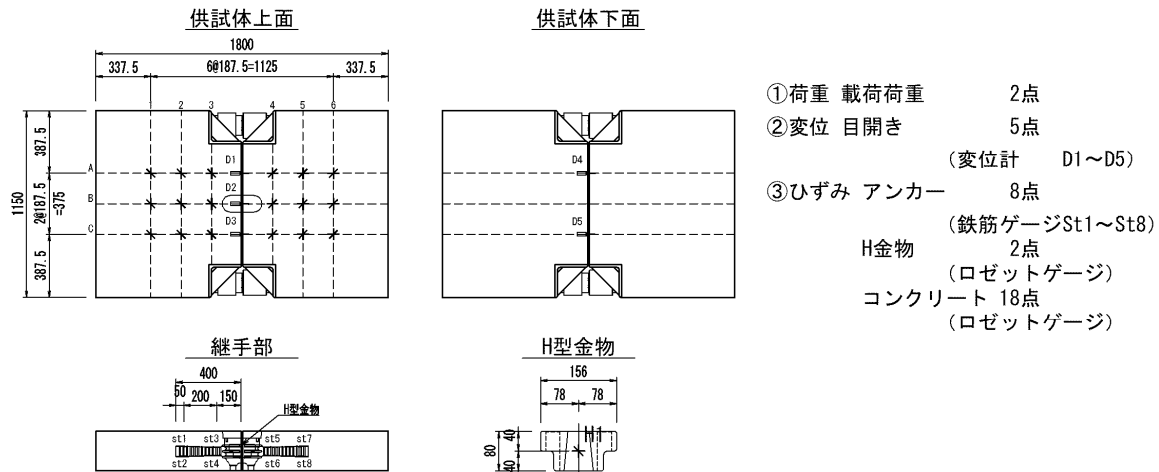 供試体上面
1800
337.5
6@187.5=1125
337.5
1 2 3 4 5 6
387.5
1150
2@187.5
=375
387.5
A
B
C
D1
D2
D3
供試体下面
D4
D5
①荷重 載荷荷重 2点
②変位 目開き 5点
(変位計 D1～D5)
③ひずみ アンカー 8点
(鉄筋ゲージSt1～St8)
H金物 2点
(ロゼットゲージ)
コンクリート 18点
(ロゼットゲージ)
継手部
400
50
200
150
H型金物
st1 st3 st5 st7
st2 st4 st6 st8
H型金物
156
78 78
80
40
40
H1